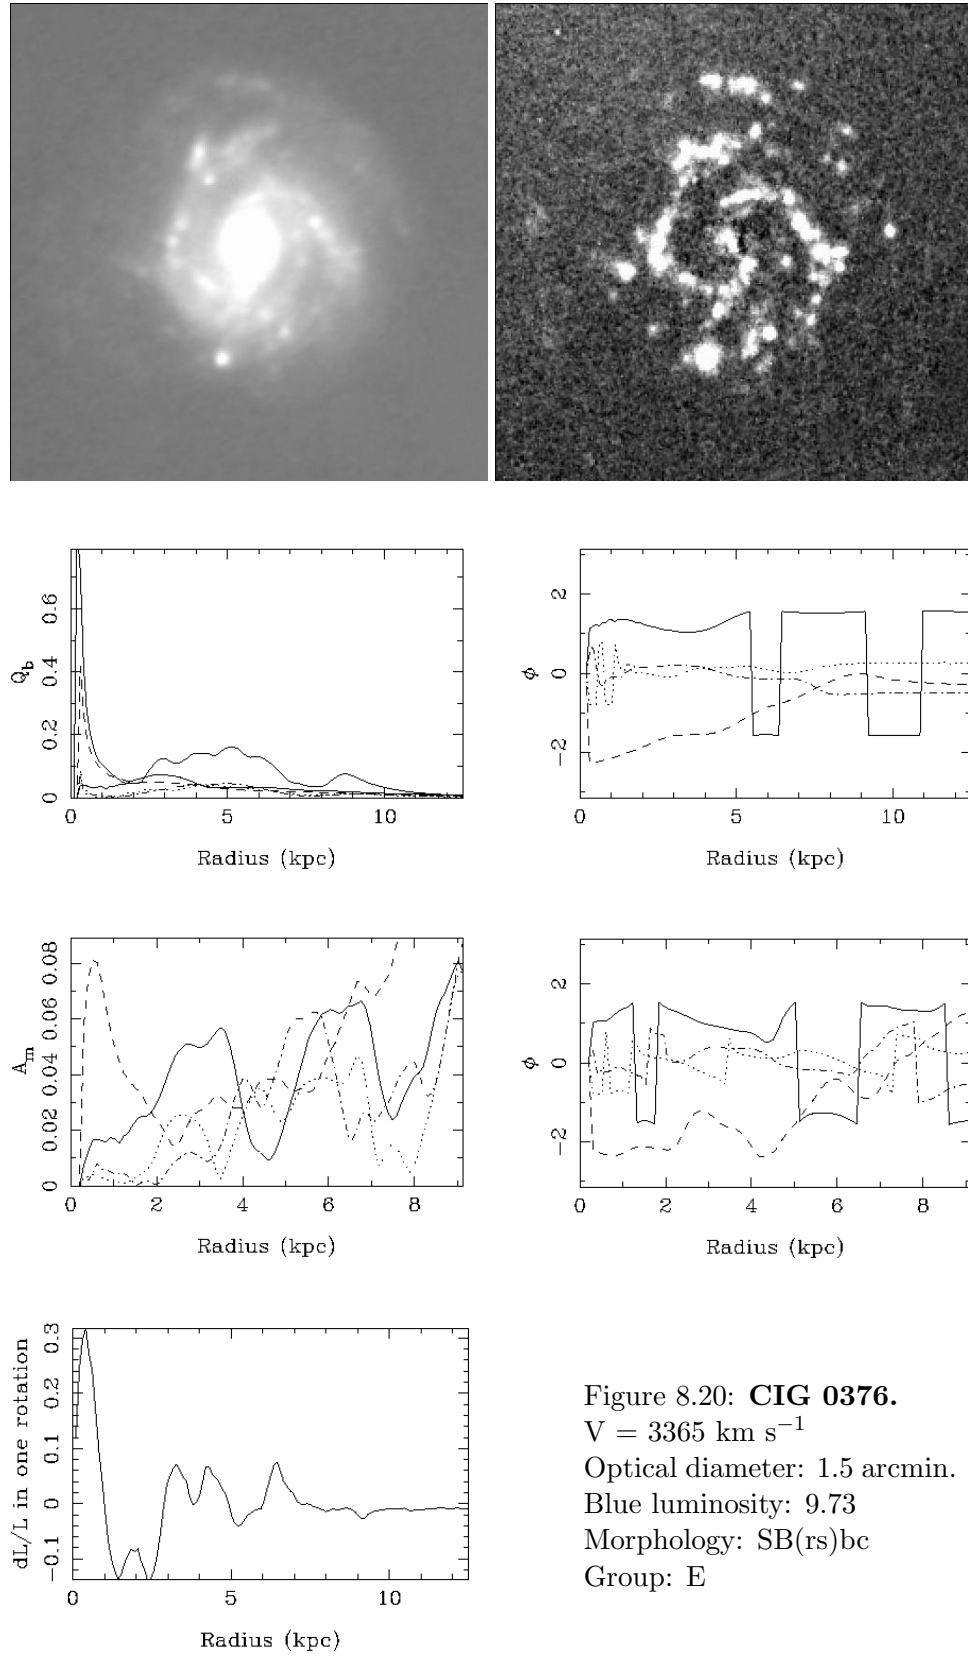 0.6
0.4
0.2
0
Q_b
0 5 10
Radius (kpc)
2
0
−2
ϕ
0 5 10
Radius (kpc)
0.08
0.06
0.04
0.02
0
A_m
0 2 4 6 8
Radius (kpc)
2
0
−2
ϕ
0 2 4 6 8
Radius (kpc)
0.3
0.2
0.1
0
−0.1
dL/L in one rotation
0 5 10
Radius (kpc)
Figure 8.20: CIG 0376.
V = 3365 km s⁻¹
Optical diameter: 1.5 arcmin.
Blue luminosity: 9.73
Morphology: SB(rs)bc
Group: E